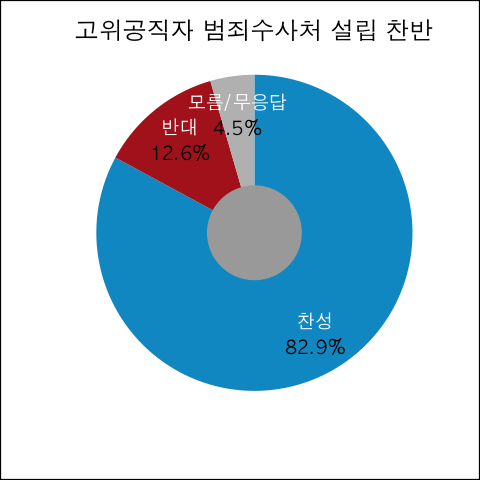 고위공직자 범죄수사처 설립 찬반
모름/무응답
4.5%
반대
12.6%
찬성
82.9%